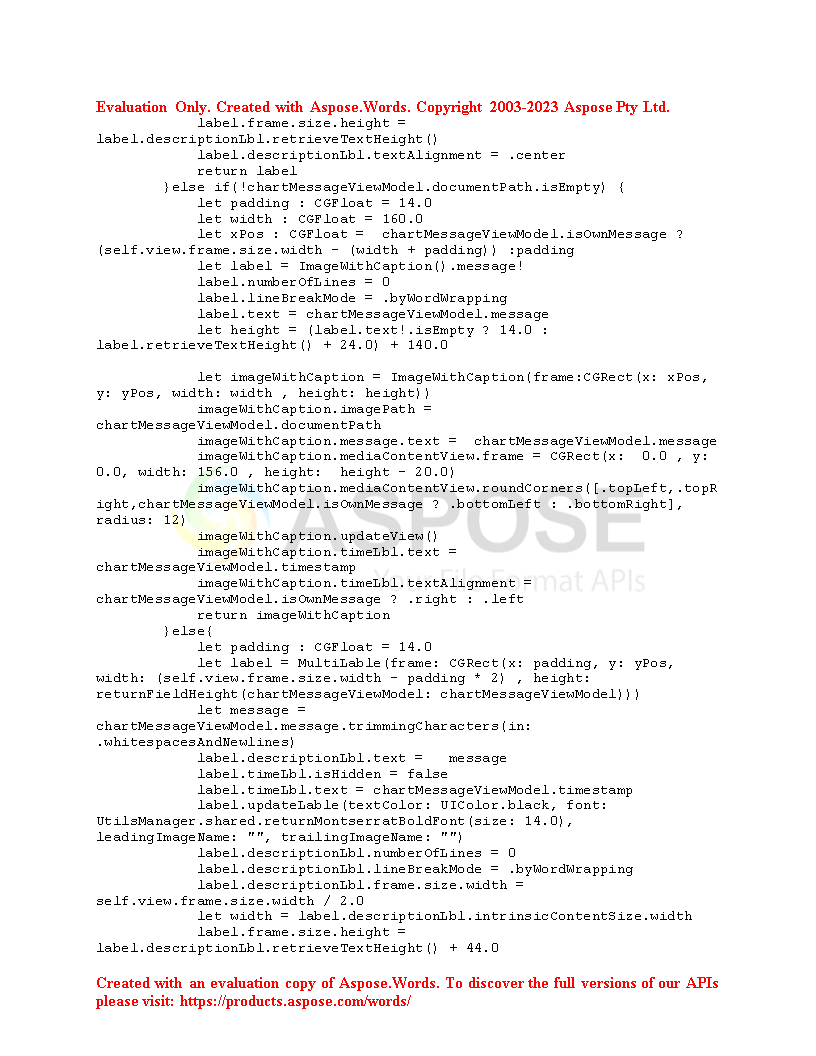 Evaluation Only. Created with Aspose.Words. Copyright 2003-2023 Aspose Pty Ltd.
            label.frame.size.height =
label.descriptionLbl.retrieveTextHeight()
            label.descriptionLbl.textAlignment = .center
            return label
        }else if(!chartMessageViewModel.documentPath.isEmpty) {
            let padding : CGFloat = 14.0
            let width : CGFloat = 160.0
            let xPos : CGFloat =  chartMessageViewModel.isOwnMessage ?
(self.view.frame.size.width - (width + padding)) :padding
            let label = ImageWithCaption().message!
            label.numberOfLines = 0
            label.lineBreakMode = .byWordWrapping
            label.text = chartMessageViewModel.message
            let height = (label.text!.isEmpty ? 14.0 :
label.retrieveTextHeight() + 24.0) + 140.0

            let imageWithCaption = ImageWithCaption(frame:CGRect(x: xPos,
y: yPos, width: width , height: height))
            imageWithCaption.imagePath =
chartMessageViewModel.documentPath
            imageWithCaption.message.text =  chartMessageViewModel.message
            imageWithCaption.mediaContentView.frame = CGRect(x:  0.0 , y:
0.0, width: 156.0 , height:  height - 20.0)
            imageWithCaption.mediaContentView.roundCorners([.topLeft,.topR
ight,chartMessageViewModel.isOwnMessage ? .bottomLeft : .bottomRight],
radius: 12)
            imageWithCaption.updateView()
            imageWithCaption.timeLbl.text =
chartMessageViewModel.timestamp
            imageWithCaption.timeLbl.textAlignment =
chartMessageViewModel.isOwnMessage ? .right : .left
            return imageWithCaption
        }else{
            let padding : CGFloat = 14.0
            let label = MultiLable(frame: CGRect(x: padding, y: yPos,
width: (self.view.frame.size.width - padding * 2) , height:
returnFieldHeight(chartMessageViewModel: chartMessageViewModel)))
            let message =
chartMessageViewModel.message.trimmingCharacters(in:
.whitespacesAndNewlines)
            label.descriptionLbl.text =   message
            label.timeLbl.isHidden = false
            label.timeLbl.text = chartMessageViewModel.timestamp
            label.updateLable(textColor: UIColor.black, font:
UtilsManager.shared.returnMontserratBoldFont(size: 14.0),
leadingImageName: "", trailingImageName: "")
            label.descriptionLbl.numberOfLines = 0
            label.descriptionLbl.lineBreakMode = .byWordWrapping
            label.descriptionLbl.frame.size.width =
self.view.frame.size.width / 2.0
            let width = label.descriptionLbl.intrinsicContentSize.width
            label.frame.size.height =
label.descriptionLbl.retrieveTextHeight() + 44.0
ASPOSE
Your File Format APIs
Created with an evaluation copy of Aspose.Words. To discover the full versions of our APIs
please visit: https://products.aspose.com/words/